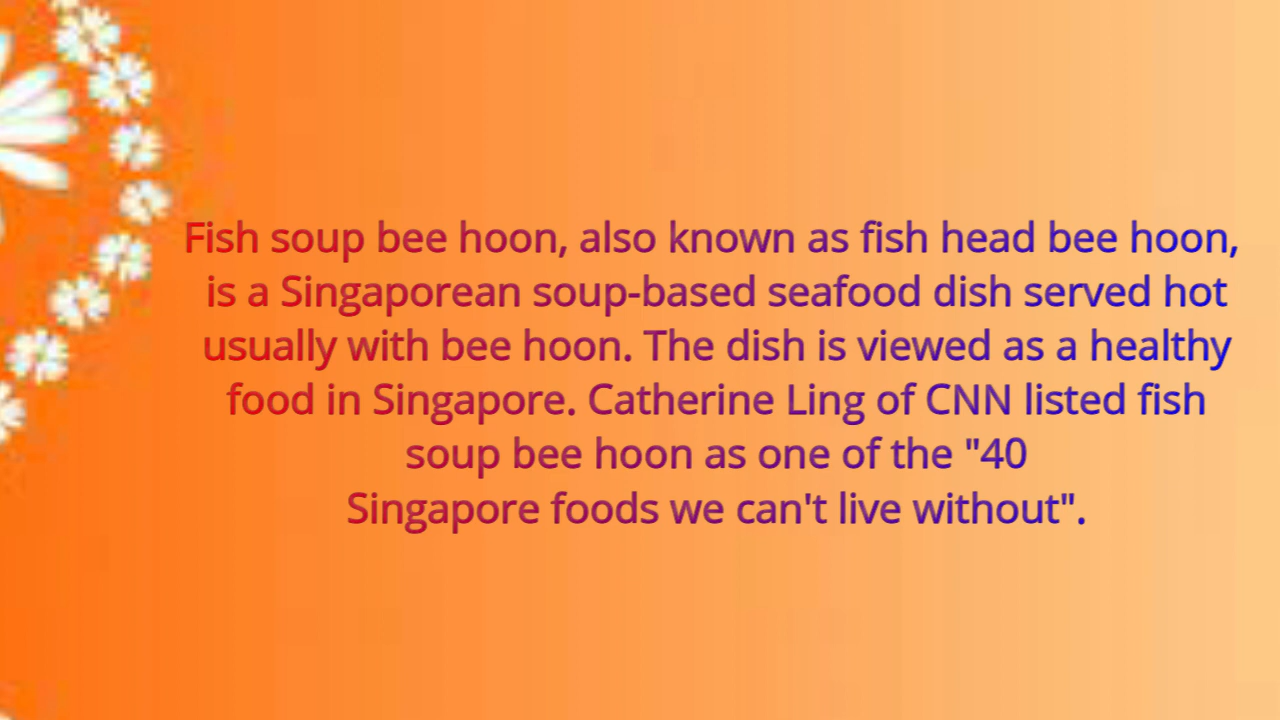 Fish soup bee hoon, also known as fish head bee hoon,
is a Singaporean soup-based seafood dish served hot
usually with bee hoon. The dish is viewed as a healthy
food in Singapore. Catherine Ling of CNN listed fish
soup bee hoon as one of the "40
Singapore foods we can't live without".